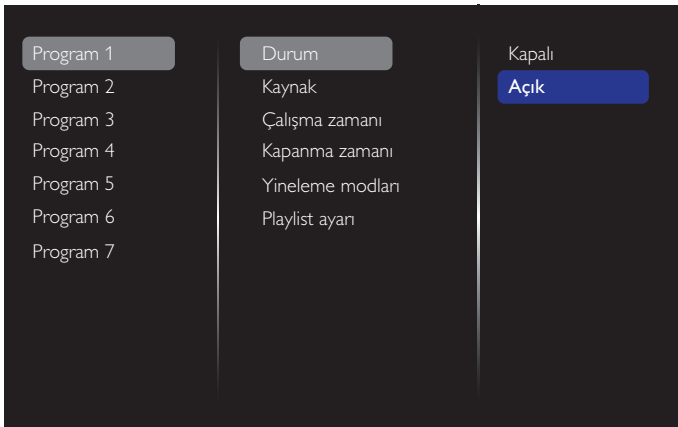 Program 1
Program 2
Program 3
Program 4
Program 5
Program 6
Program 7
Durum
Kaynak
Çalışma zamanı
Kapanma zamanı
Yineleme modları
Playlist ayarı
Kapalı
Açık